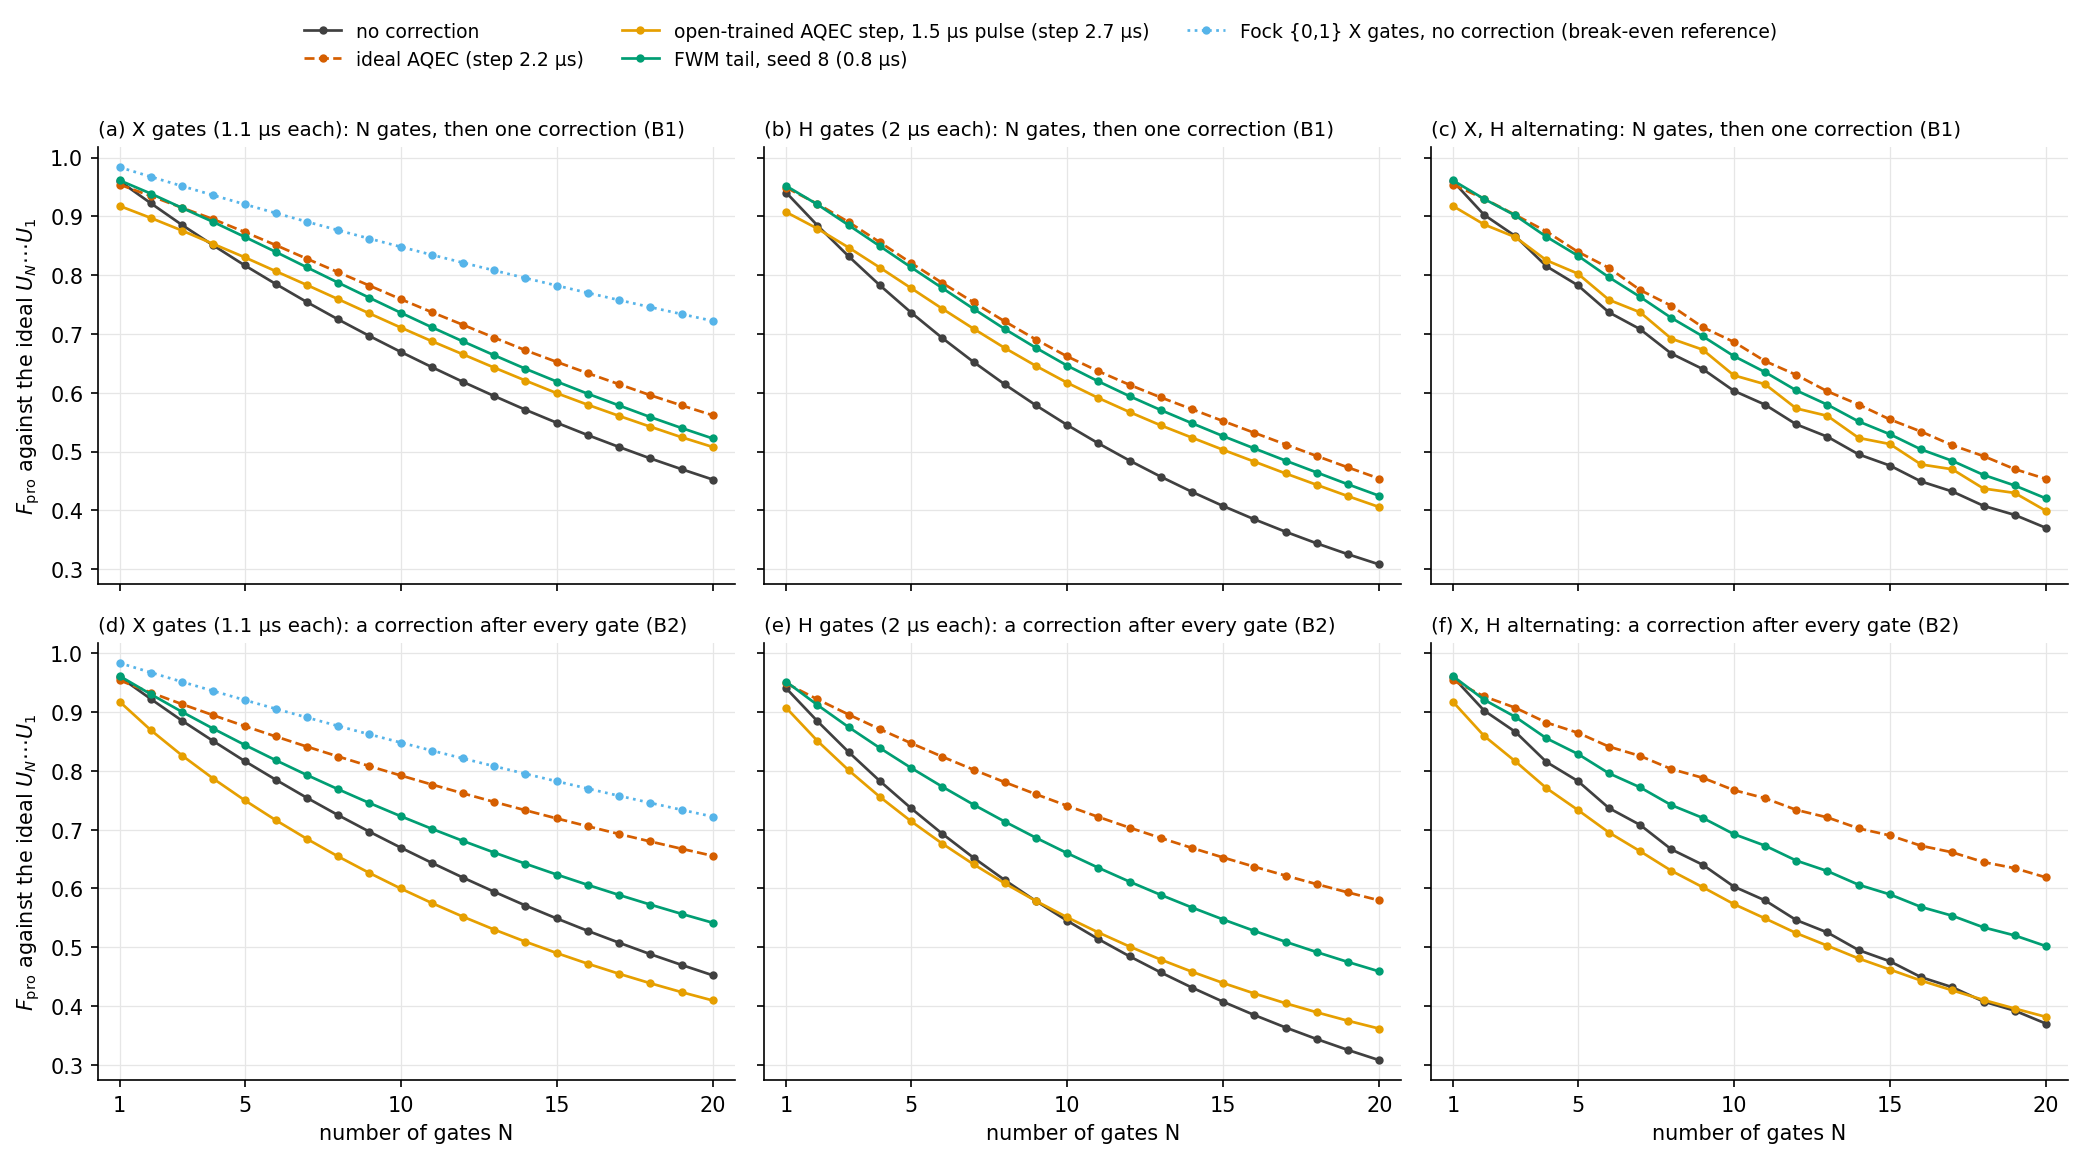 no correction
ideal AQEC (step 2.2 µs)
open-trained AQEC step, 1.5 µs pulse (step 2.7 µs)
FWM tail, seed 8 (0.8 µs)
Fock {0,1} X gates, no correction (break-even reference)
(a) X gates (1.1 µs each): N gates, then one correction (B1)
(b) H gates (2 µs each): N gates, then one correction (B1)
(c) X, H alternating: N gates, then one correction (B1)
F_pro against the ideal U_N···U_1
1.0
0.9
0.8
0.7
0.6
0.5
0.4
0.3
(d) X gates (1.1 µs each): a correction after every gate (B2)
(e) H gates (2 µs each): a correction after every gate (B2)
(f) X, H alternating: a correction after every gate (B2)
F_pro against the ideal U_N···U_1
1.0
0.9
0.8
0.7
0.6
0.5
0.4
0.3
1 5 10 15 20
1 5 10 15 20
1 5 10 15 20
number of gates N
number of gates N
number of gates N